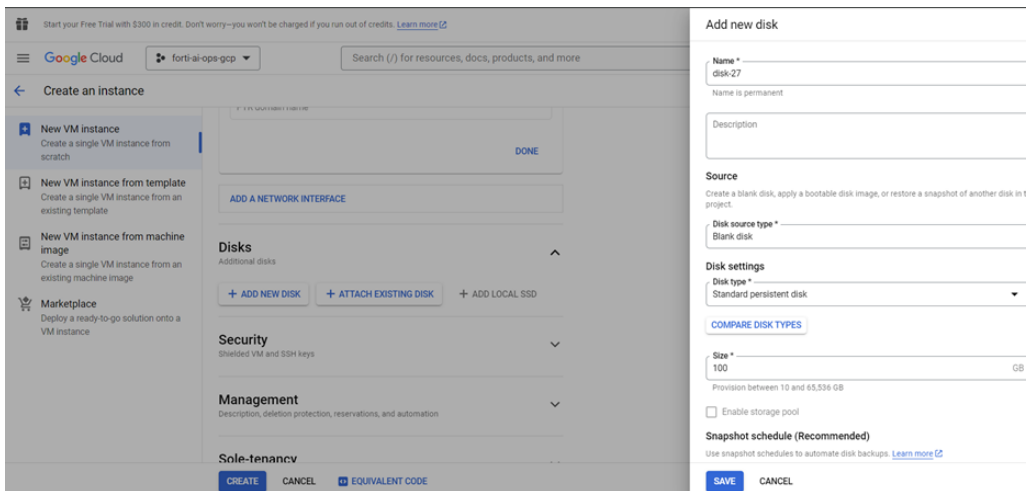 Start your Free Trial with $300 in credit. Don't worry—you won't be charged if you run out of credits. Learn more
Google Cloud
forti-ai-ops-gcp
Search (/) for resources, docs, products, and more
Create an instance
New VM instance
Create a single VM instance from
scratch
New VM instance from template
Create a single VM instance from an
existing template
New VM instance from machine
image
Create a single VM instance from an
existing machine image
Marketplace
Deploy a ready-to-go solution onto a
VM instance
PTR domain name
DONE
ADD A NETWORK INTERFACE
Disks
Additional disks
+ ADD NEW DISK
+ ATTACH EXISTING DISK
+ ADD LOCAL SSD
Security
Shielded VM and SSH keys
Management
Description, deletion protection, reservations, and automation
Sole-tenancy
CREATE
CANCEL
EQUIVALENT CODE
Add new disk
Name *
disk-27
Name is permanent
Description
Source
Create a blank disk, apply a bootable disk image, or restore a snapshot of another disk in
project.
Disk source type *
Blank disk
Disk settings
Disk type *
Standard persistent disk
COMPARE DISK TYPES
Size *
100
GB
Provision between 10 and 65,536 GB
Enable storage pool
Snapshot schedule (Recommended)
Use snapshot schedules to automate disk backups. Learn more
SAVE
CANCEL